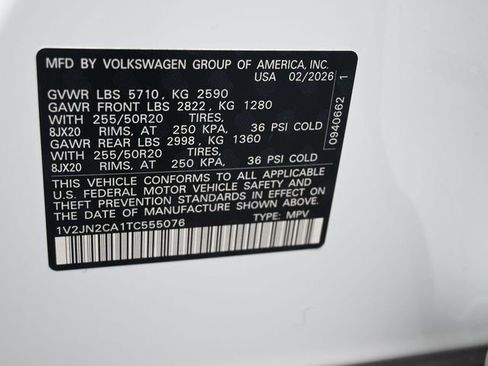 MFD BY VOLKSWAGEN GROUP OF AMERICA, INC.
USA 02/2026
GVWR LBS 5710, KG 2590
GAWR FRONT LBS 2822, KG 1280
WITH 255/50R20 TIRES,
8JX20 RIMS, AT 250 KPA, 36 PSI COLD
GAWR REAR LBS 2998, KG 1360
WITH 255/50R20 TIRES,
8JX20 RIMS, AT 250 KPA, 36 PSI COLD
THIS VEHICLE CONFORMS TO ALL APPLICABLE
U.S. FEDERAL MOTOR VEHICLE SAFETY AND
THEFT PREVENTION STANDARDS IN EFFECT ON
THE DATE OF MANUFACTURE SHOWN ABOVE.
1V2JN2CA1TC555076 TYPE: MPV
0940662 1